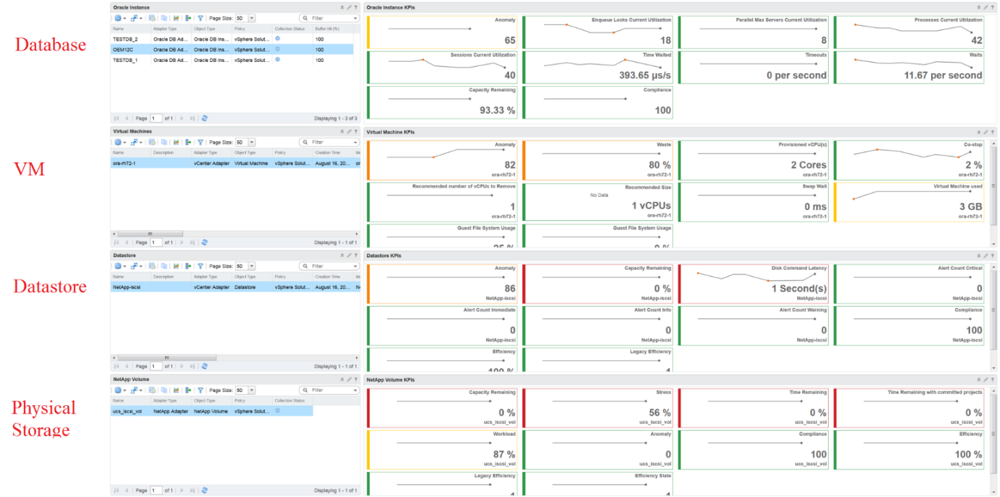 Database
VM
Datastore
Physical
Storage
Oracle Instance
Page Size: 50
Filter
Name Adapter Type Object Type Policy Collection Status Buffer Hit (%)
TESTDB_2 Oracle DB Ad... Oracle DB Ins... vSphere Solut... 100
OEM12C Oracle DB Ad... Oracle DB Ins... vSphere Solut... 100
TESTDB_1 Oracle DB Ad... Oracle DB Ins... vSphere Solut... 100
Page 1 of 1
Displaying 1 - 3 of 3
Oracle Instance KPIs
Anomaly
65
Enqueue Locks Current Utilization
18
Parallel Max Servers Current Utilization
8
Processes Current Utilization
42
Sessions Current Utilization
40
Time Waited
393.65 µs/s
Timeouts
0 per second
Waits
11.67 per second
Capacity Remaining
93.33 %
Compliance
100
Virtual Machines
Page Size: 50
Filter
Name Description Adapter Type Object Type Policy Creation Time Ide
ora-rh72-1 vCenter Adapter Virtual Machine vSphere Solut... August 16, 20... or
Page 1 of 1
Displaying 1 - 1 of 1
Virtual Machine KPIs
Anomaly
82
ora-rh72-1
Waste
80 %
ora-rh72-1
Provisioned vCPU(s)
2 Cores
ora-rh72-1
Co-stop
2 %
ora-rh72-1
Recommended number of vCPUs to Remove
1
ora-rh72-1
Recommended Size
No Data
1 vCPUs
ora-rh72-1
Swap Wait
0 ms
ora-rh72-1
Virtual Machine used
3 GB
ora-rh72-1
Guest File System Usage
Guest File System Usage
Datastore
Page Size: 50
Filter
Name Description Adapter Type Object Type Policy Creation Time
NetApp-iscsi vCenter Adapter Datastore vSphere Solut... August 16, 20...
Page 1 of 1
Displaying 1 - 1 of 1
Datastore KPIs
Anomaly
86
NetApp-iscsi
Capacity Remaining
0 %
NetApp-iscsi
Disk Command Latency
1 Second(s)
NetApp-iscsi
Alert Count Critical
0
NetApp-iscsi
Alert Count Immediate
0
NetApp-iscsi
Alert Count Info
0
NetApp-iscsi
Alert Count Warning
0
NetApp-iscsi
Compliance
100
NetApp-iscsi
Efficiency
100 %
Legacy Efficiency
NetApp Volume
Page Size: 50
Filter
Name Adapter Type Object Type Policy Collection Status
ucs_iscsi_vol NetApp Adapter NetApp Volume vSphere Solut...
Page 1 of 1
Displaying 1 - 1 of 1
NetApp Volume KPIs
Capacity Remaining
0 %
ucs_iscsi_vol
Stress
56 %
ucs_iscsi_vol
Time Remaining
0 %
ucs_iscsi_vol
Time Remaining with committed projects
0 %
ucs_iscsi_vol
Workload
87 %
ucs_iscsi_vol
Anomaly
0
ucs_iscsi_vol
Compliance
100
ucs_iscsi_vol
Efficiency
100 %
ucs_iscsi_vol
Legacy Efficiency
Efficiency State